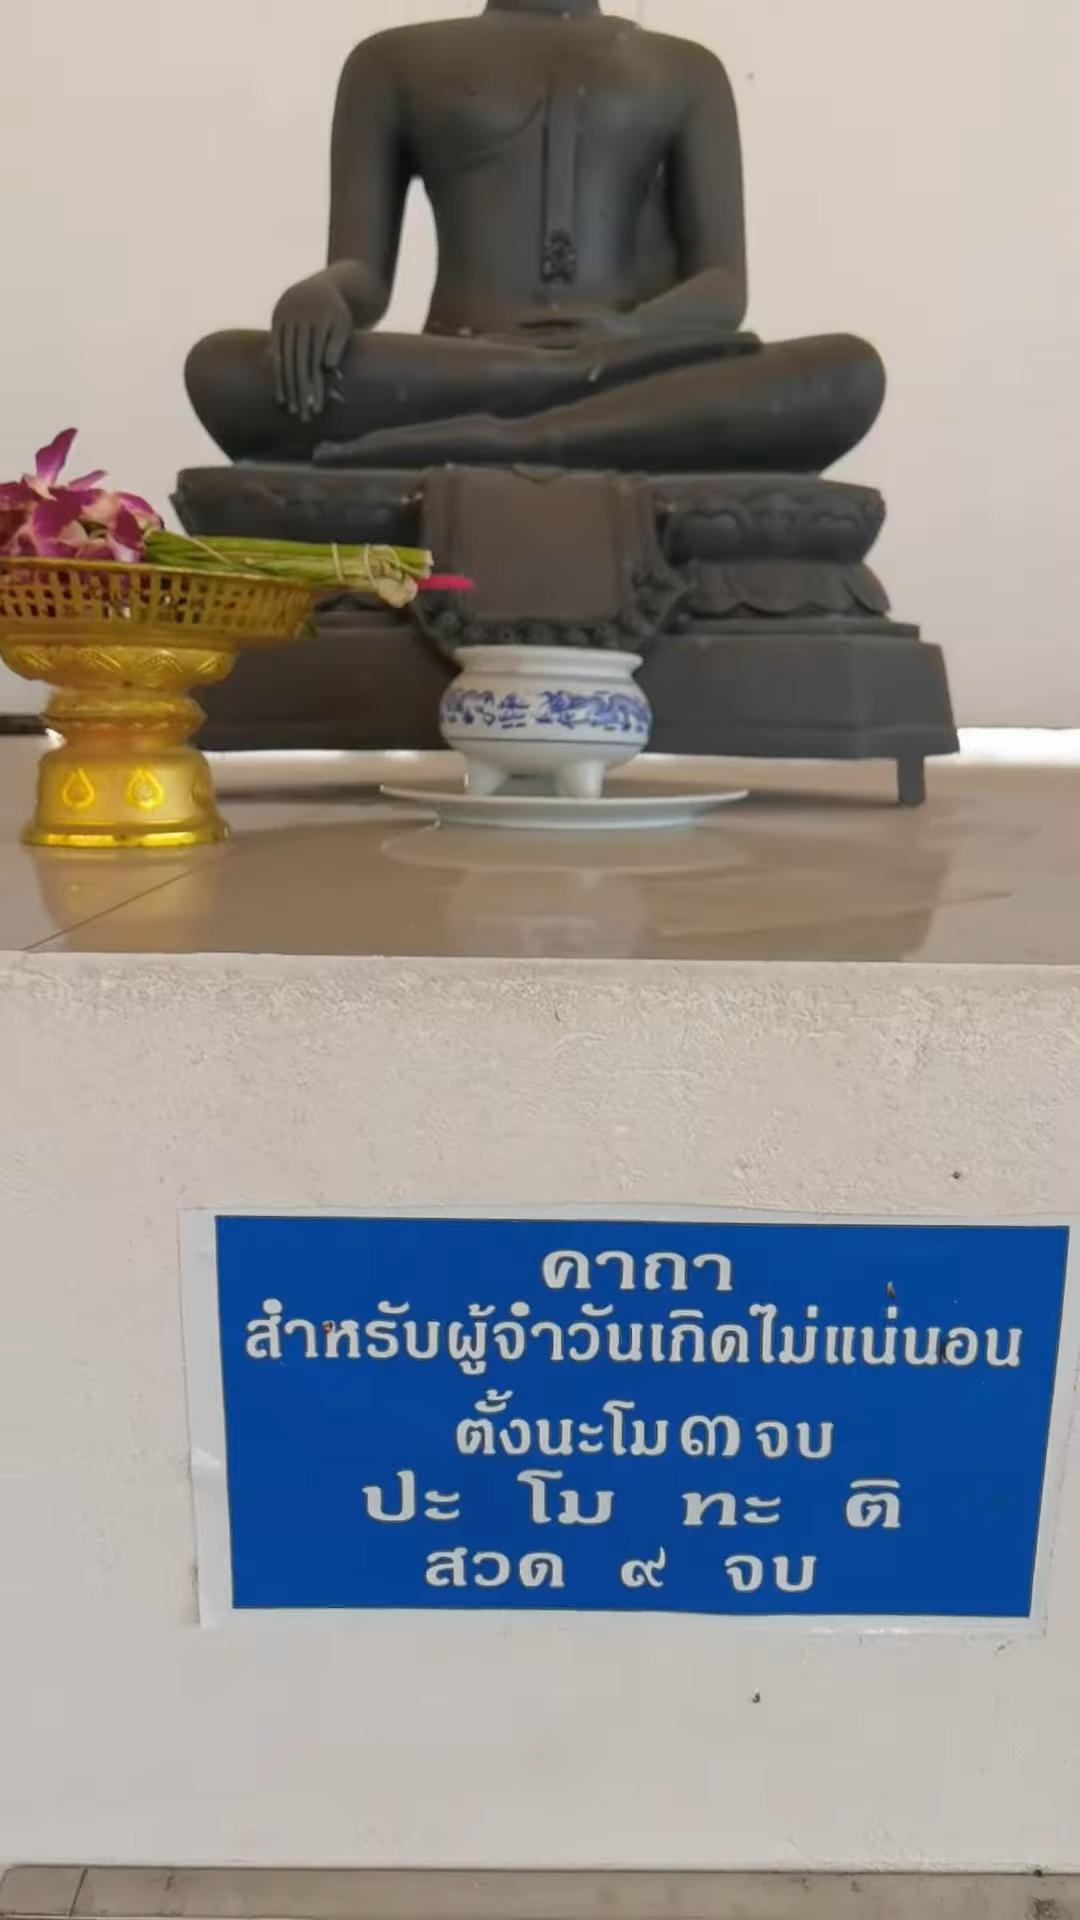 คาถา
สำหรับผู้จำวันเกิดไม่แน่นอน
ตั้งนะโม ๓ จบ
ปะ โม ทะ ติ
สวด ๙ จบ